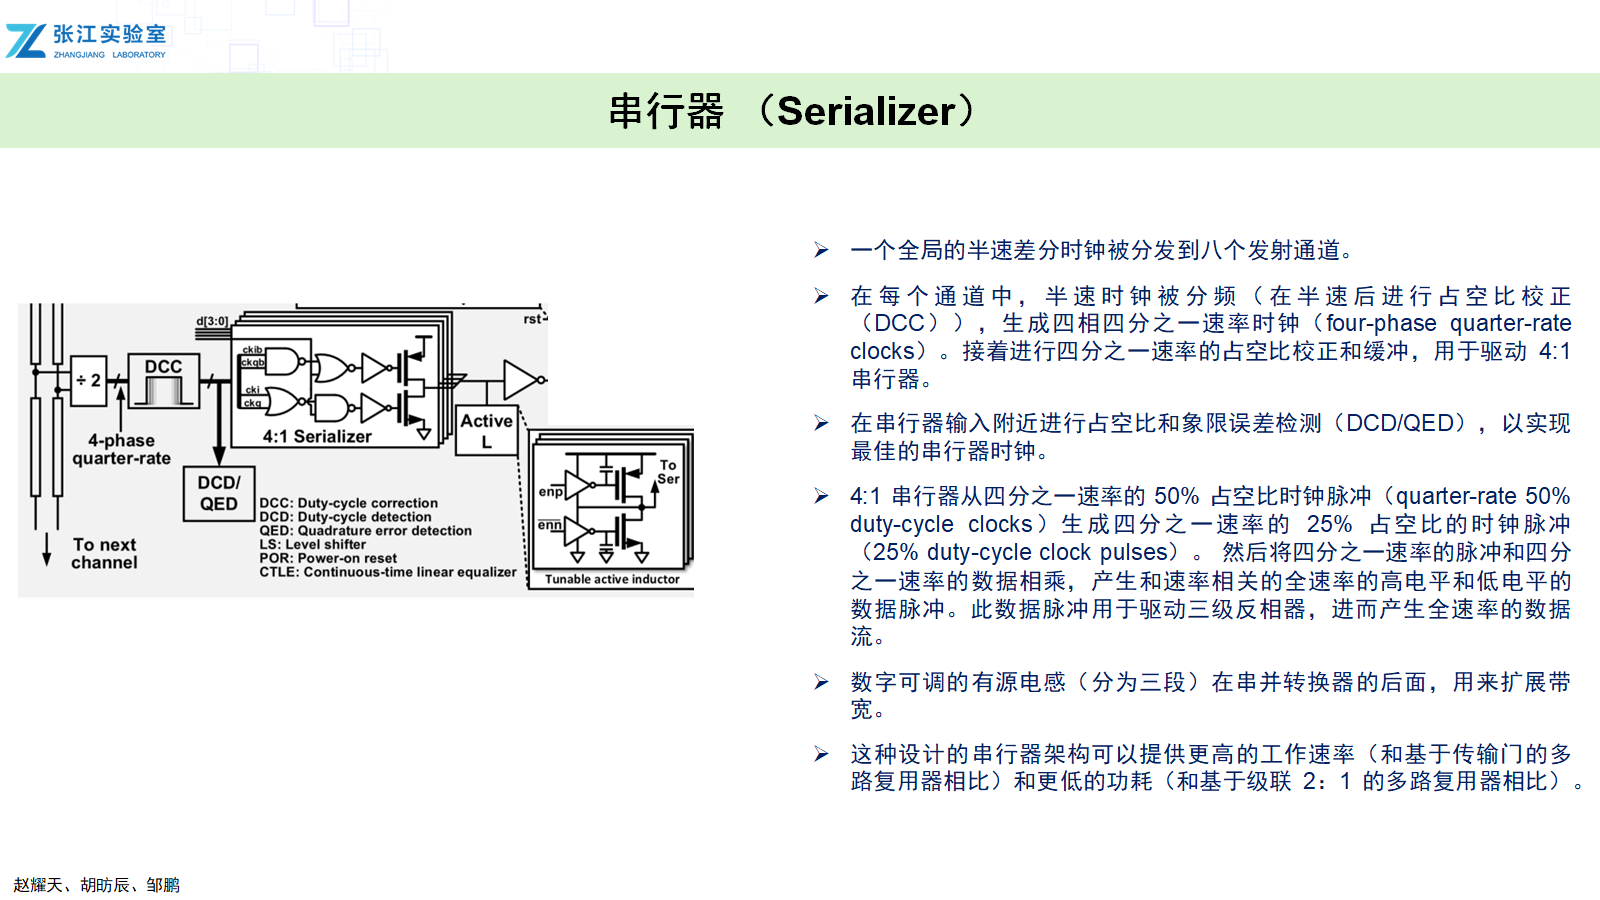 张江实验室
ZHANGJIANG LABORATORY
串行器 （Serializer）
rst
d[3:0]
ckib
ckqb
cki
ckq
÷ 2
DCC
4:1 Serializer
4-phase
quarter-rate
Active
L
DCD/
QED
To next
channel
DCC: Duty-cycle correction
DCD: Duty-cycle detection
QED: Quadrature error detection
LS: Level shifter
POR: Power-on reset
CTLE: Continuous-time linear equalizer
To
Ser
enp
enn
Tunable active inductor
➢ 一个全局的半速差分时钟被分发到八个发射通道。
➢ 在每个通道中，半速时钟被分频（在半速后进行占空比校正
（DCC）），生成四相四分之一速率时钟（four-phase quarter-rate
clocks）。接着进行四分之一速率的占空比校正和缓冲，用于驱动 4:1
串行器。
➢ 在串行器输入附近进行占空比和象限误差检测（DCD/QED），以实现
最佳的串行器时钟。
➢ 4:1 串行器从四分之一速率的 50% 占空比时钟脉冲（quarter-rate 50%
duty-cycle clocks）生成四分之一速率的 25% 占空比的时钟脉冲
（25% duty-cycle clock pulses）。 然后将四分之一速率的脉冲和四分
之一速率的数据相乘，产生和速率相关的全速率的高电平和低电平的
数据脉冲。此数据脉冲用于驱动三级反相器，进而产生全速率的数据
流。
➢ 数字可调的有源电感（分为三段）在串并转换器的后面，用来扩展带
宽。
➢ 这种设计的串行器架构可以提供更高的工作速率（和基于传输门的多
路复用器相比）和更低的功耗（和基于级联 2：1 的多路复用器相比）。
赵耀天、胡昉辰、邹鹏